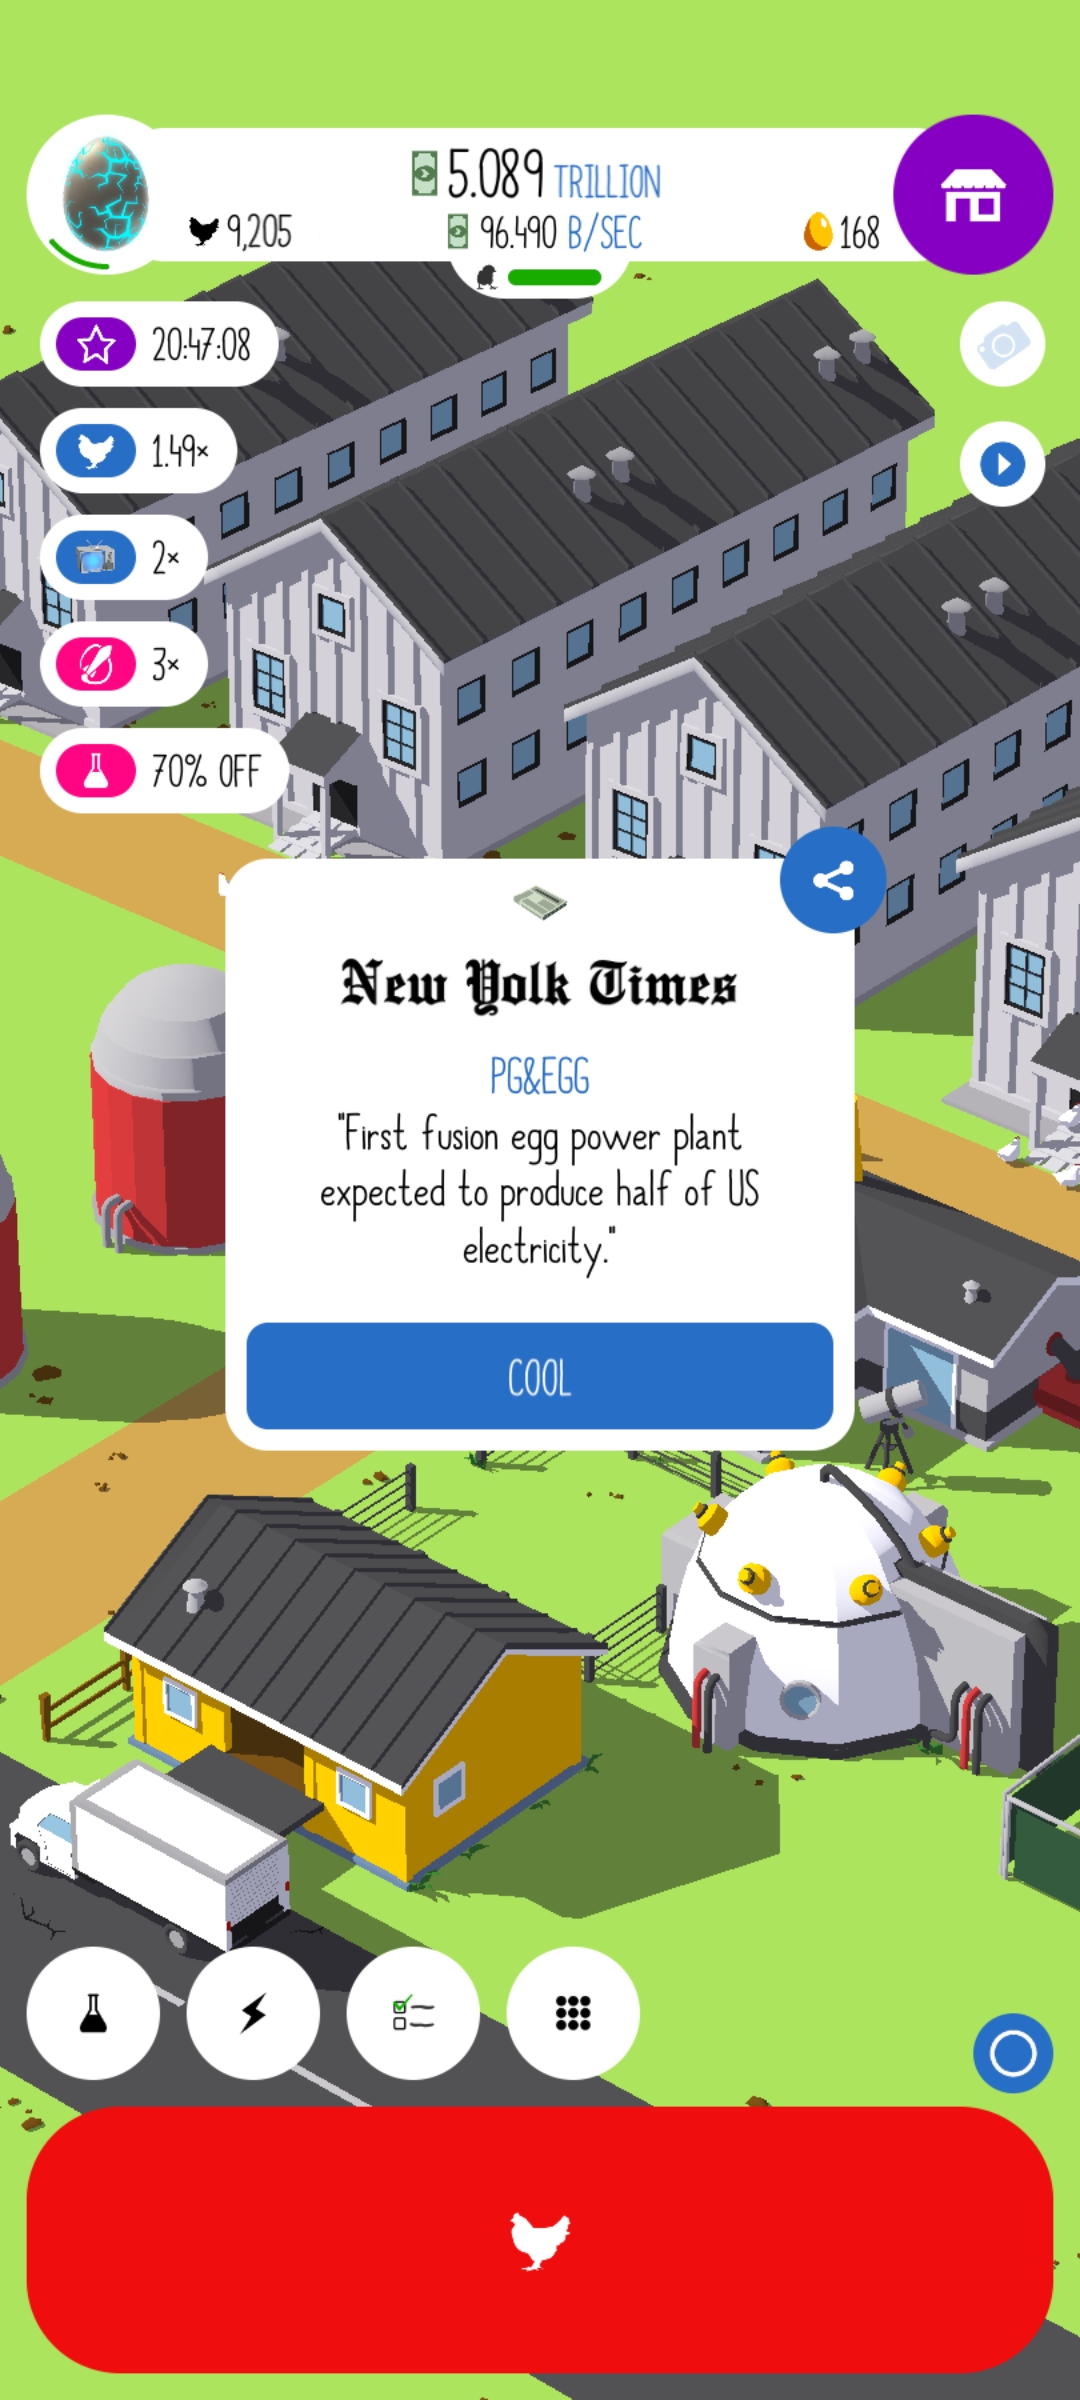 5.089 TRILLION
9,205
96.490 B/SEC
168
20:47:08
1.49×
2×
3×
70% OFF
New Yolk Times
PG&EGG
"First fusion egg power plant
expected to produce half of US
electricity."
COOL